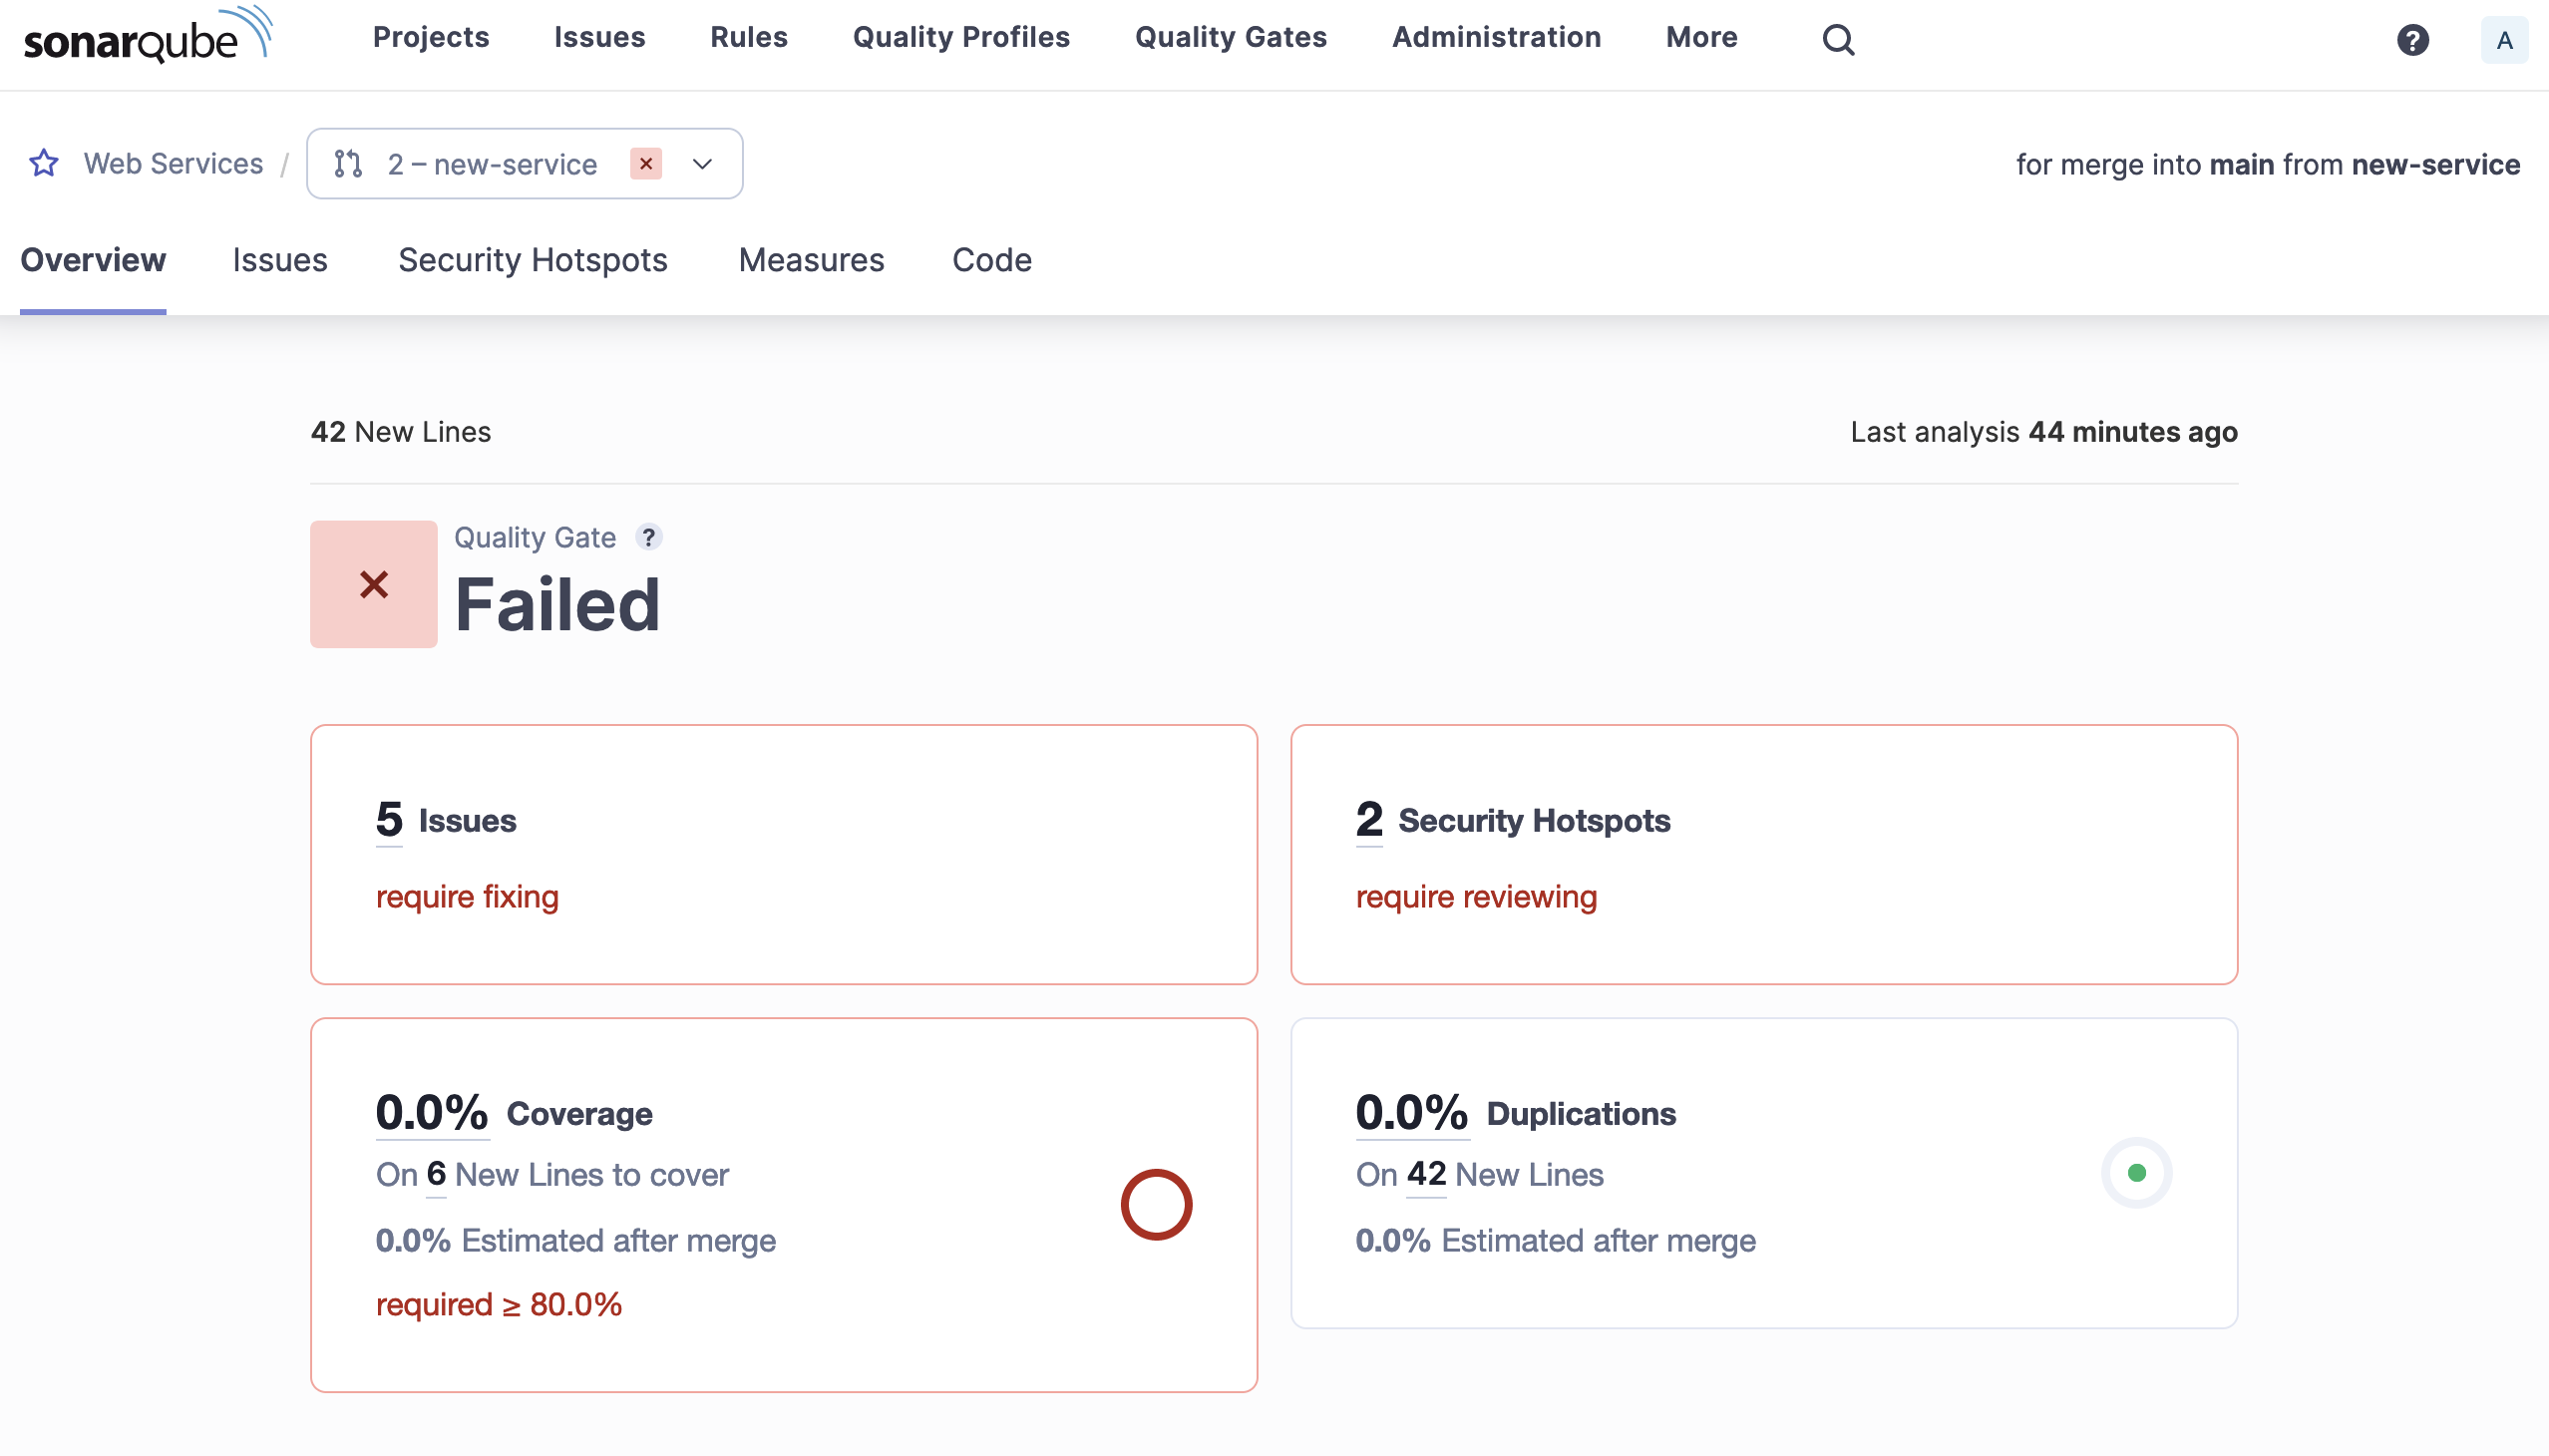 sonarqube Projects Issues Rules Quality Profiles Quality Gates Administration More ? A
Web Services / 2 – new-service for merge into main from new-service
Overview Issues Security Hotspots Measures Code
42 New Lines Last analysis 44 minutes ago
Quality Gate ?
Failed
5 Issues
require fixing
2 Security Hotspots
require reviewing
0.0% Coverage
On 6 New Lines to cover
0.0% Estimated after merge
required ≥ 80.0%
0.0% Duplications
On 42 New Lines
0.0% Estimated after merge